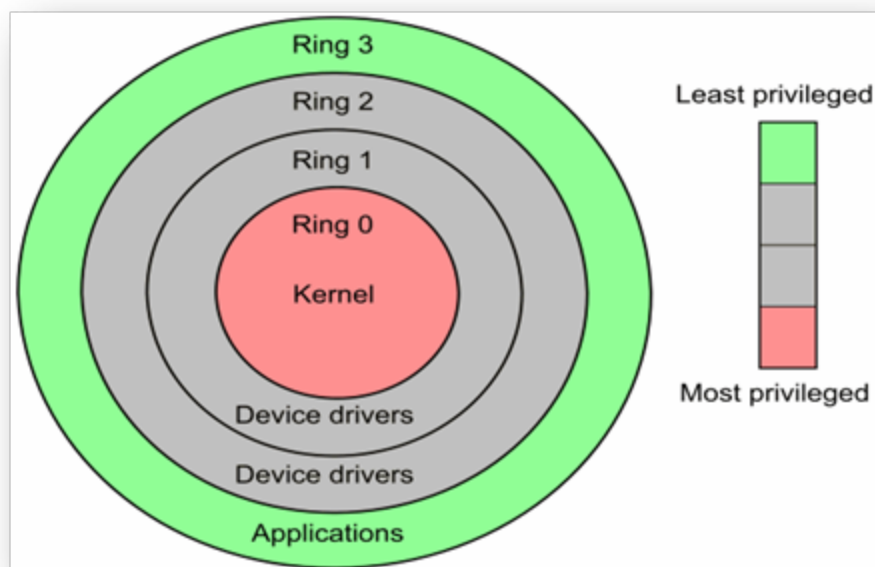 Ring 3
Ring 2
Ring 1
Ring 0
Kernel
Device drivers
Device drivers
Applications
Least privileged
Most privileged